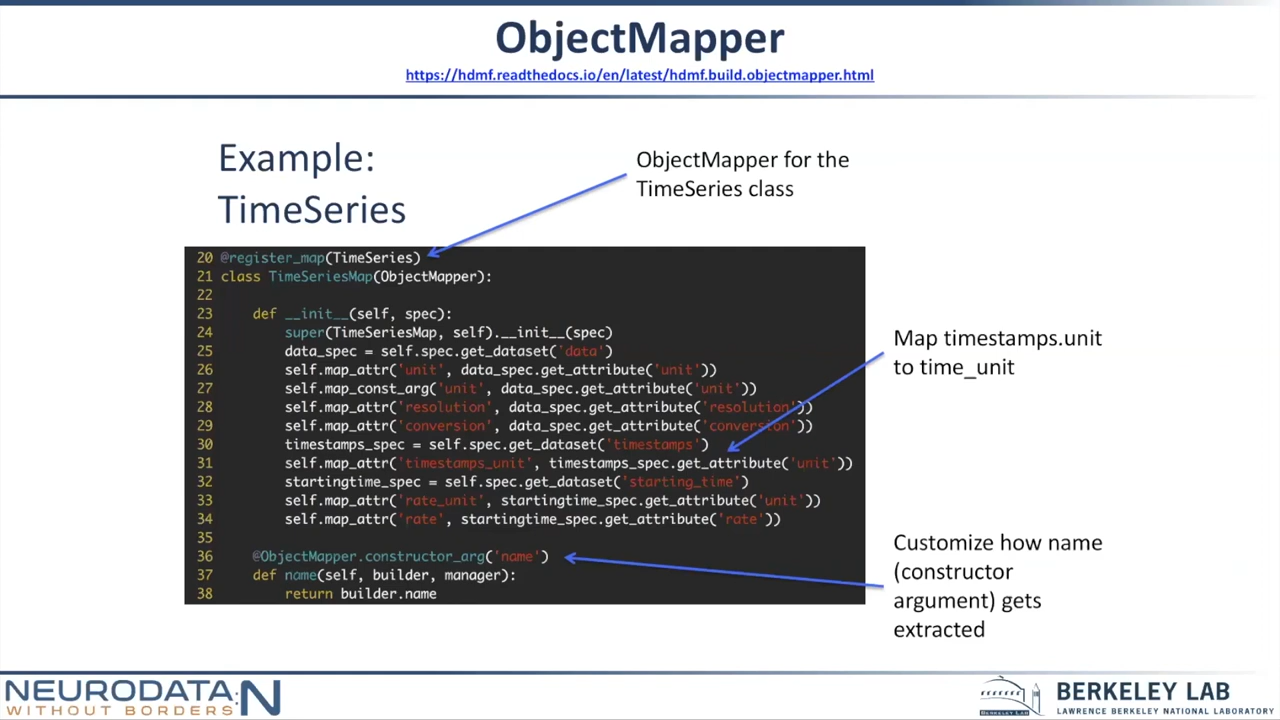 ObjectMapper
https://hdmf.readthedocs.io/en/latest/hdmf.build.objectmapper.html
Example:
TimeSeries
ObjectMapper for the
TimeSeries class
20 @register_map(TimeSeries)
21 class TimeSeriesMap(ObjectMapper):
22
23     def __init__(self, spec):
24         super(TimeSeriesMap, self).__init__(spec)
25         data_spec = self.spec.get_dataset('data')
26         self.map_attr('unit', data_spec.get_attribute('unit'))
27         self.map_const_arg('unit', data_spec.get_attribute('unit'))
28         self.map_attr('resolution', data_spec.get_attribute('resolution'))
29         self.map_attr('conversion', data_spec.get_attribute('conversion'))
30         timestamps_spec = self.spec.get_dataset('timestamps')
31         self.map_attr('timestamps_unit', timestamps_spec.get_attribute('unit'))
32         startingtime_spec = self.spec.get_dataset('starting_time')
33         self.map_attr('rate_unit', startingtime_spec.get_attribute('unit'))
34         self.map_attr('rate', startingtime_spec.get_attribute('rate'))
35
36     @ObjectMapper.constructor_arg('name')
37     def name(self, builder, manager):
38         return builder.name
Map timestamps.unit
to time_unit
Customize how name
(constructor
argument) gets
extracted
NEURODATA
WITHOUT BORDERS
N
BERKELEY LAB
BERKELEY LAB
LAWRENCE BERKELEY NATIONAL LABORATORY